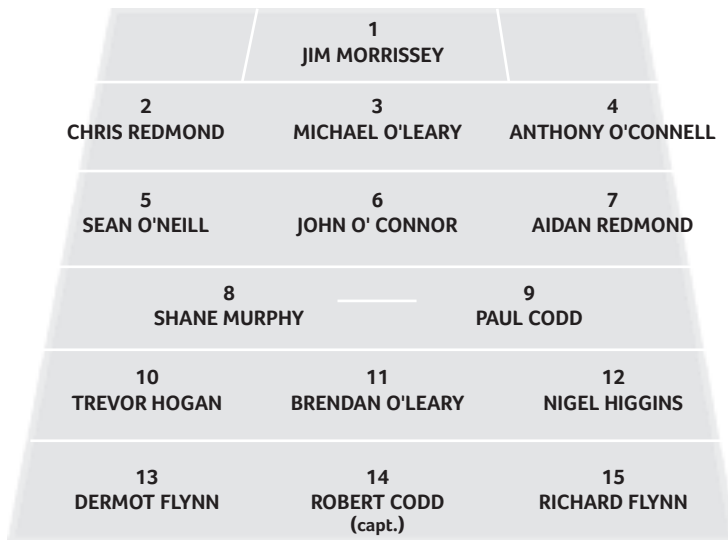 1
JIM MORRISSEY
2 3 4
CHRIS REDMOND MICHAEL O'LEARY ANTHONY O'CONNELL
5 6 7
SEAN O'NEILL JOHN O' CONNOR AIDAN REDMOND
8 9
SHANE MURPHY PAUL CODD
10 11 12
TREVOR HOGAN BRENDAN O'LEARY NIGEL HIGGINS
13 14 15
DERMOT FLYNN ROBERT CODD RICHARD FLYNN
(capt.)